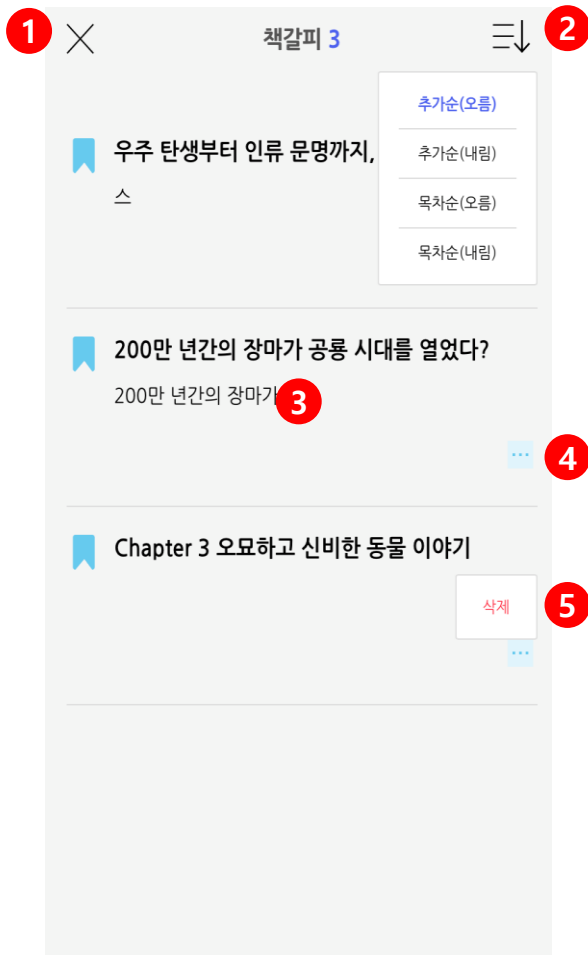 1
책갈피 3
2
추가순(오름)
추가순(내림)
목차순(오름)
목차순(내림)
우주 탄생부터 인류 문명까지,
스
200만 년간의 장마가 공룡 시대를 열었다?
200만 년간의 장마가
3
...
4
Chapter 3 오묘하고 신비한 동물 이야기
삭제
5
...